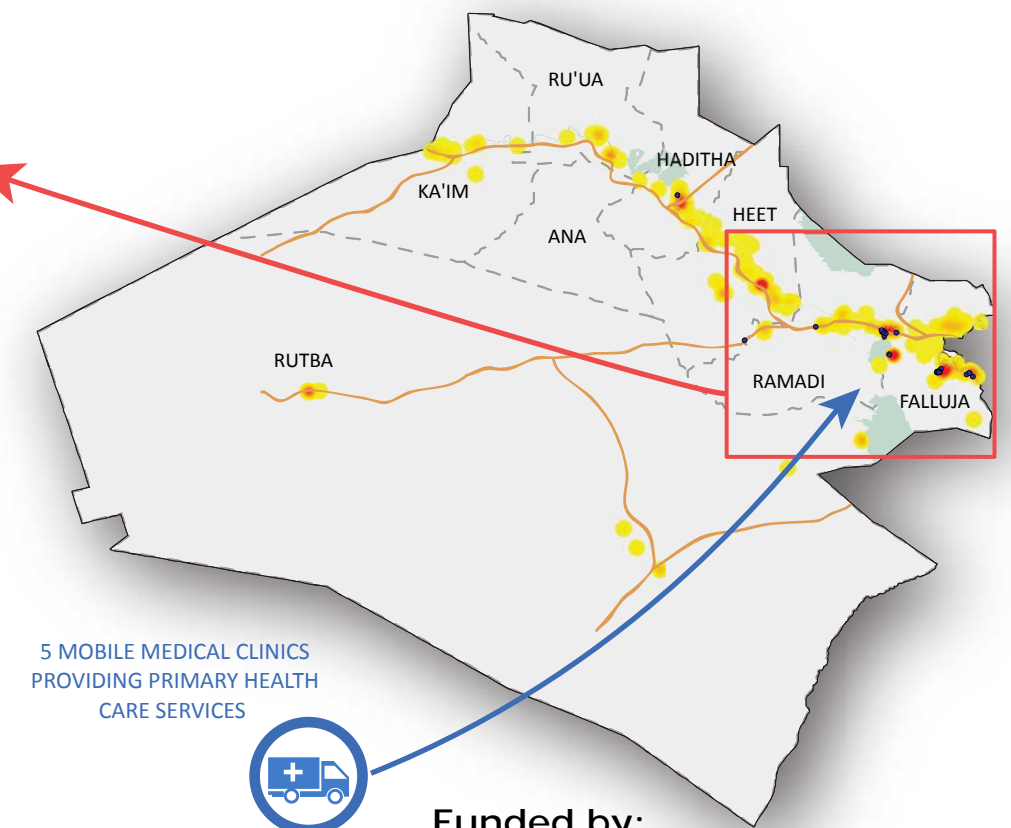 RU'UA
HADITHA
KA'IM
HEET
ANA
RUTBA
RAMADI
FALLUJA
5 MOBILE MEDICAL CLINICS
PROVIDING PRIMARY HEALTH
CARE SERVICES
Funded by: